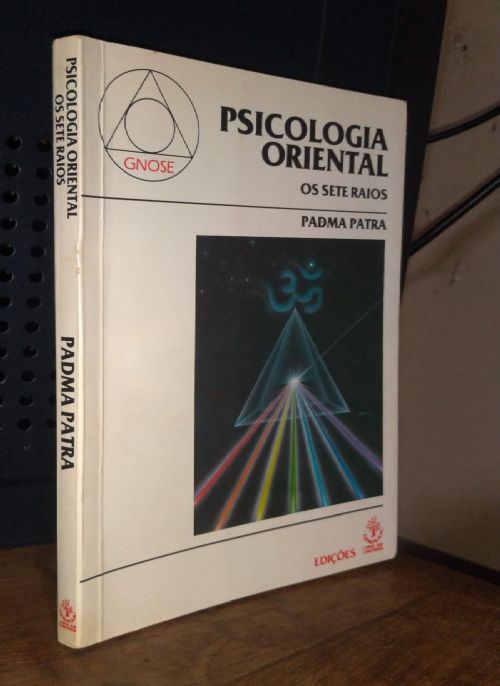 PSICOLOGIA ORIENTAL
OS SETE RAIOS
PADMA PATRA
GNOSE
PSICOLOGIA
ORIENTAL
OS SETE RAIOS
PADMA PATRA
ॐ
EDIÇÕES